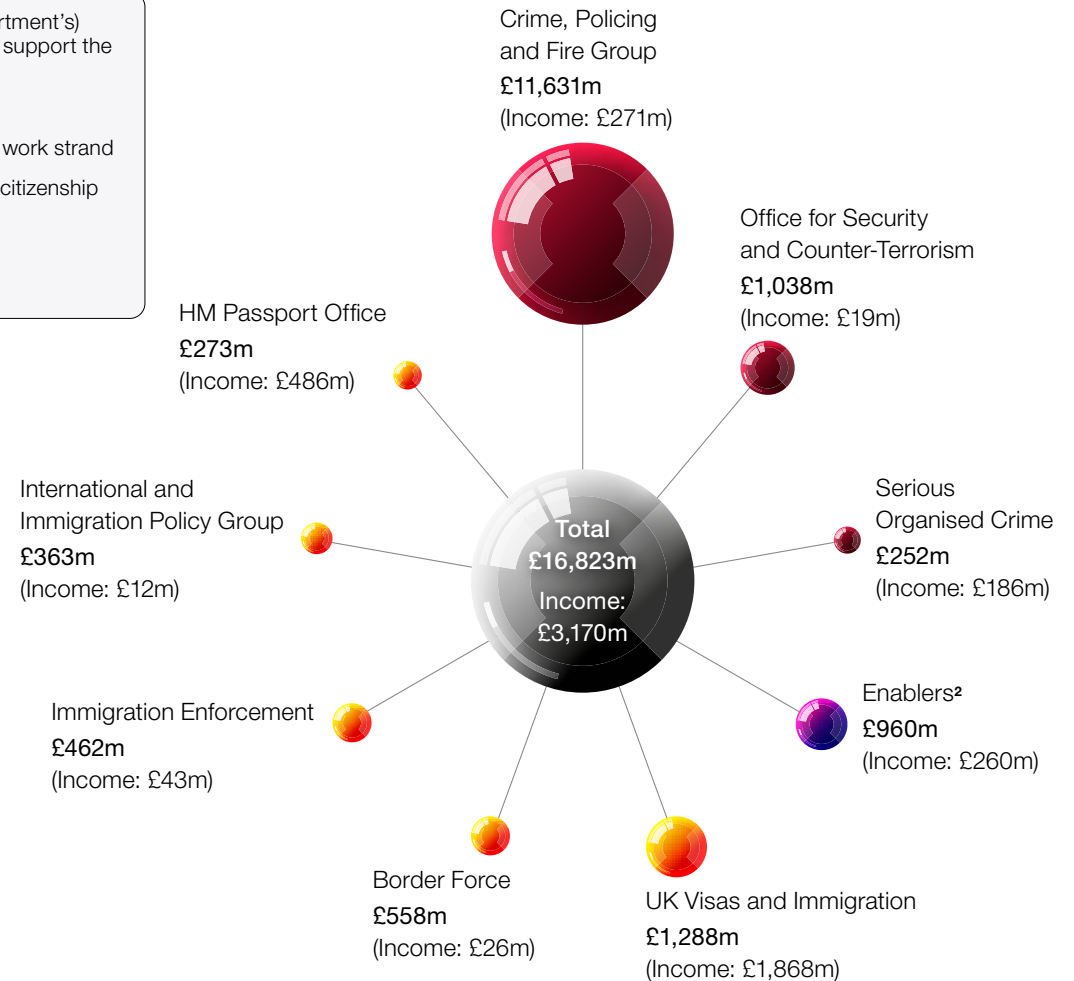 rtment's)
support the
work strand
citizenship
Crime, Policing
and Fire Group
£11,631m
(Income: £271m)
Office for Security
and Counter-Terrorism
£1,038m
(Income: £19m)
HM Passport Office
£273m
(Income: £486m)
International and
Immigration Policy Group
£363m
(Income: £12m)
Total
£16,823m
Income:
£3,170m
Serious
Organised Crime
£252m
(Income: £186m)
Immigration Enforcement
£462m
(Income: £43m)
Enablers²
£960m
(Income: £260m)
Border Force
£558m
(Income: £26m)
UK Visas and Immigration
£1,288m
(Income: £1,868m)